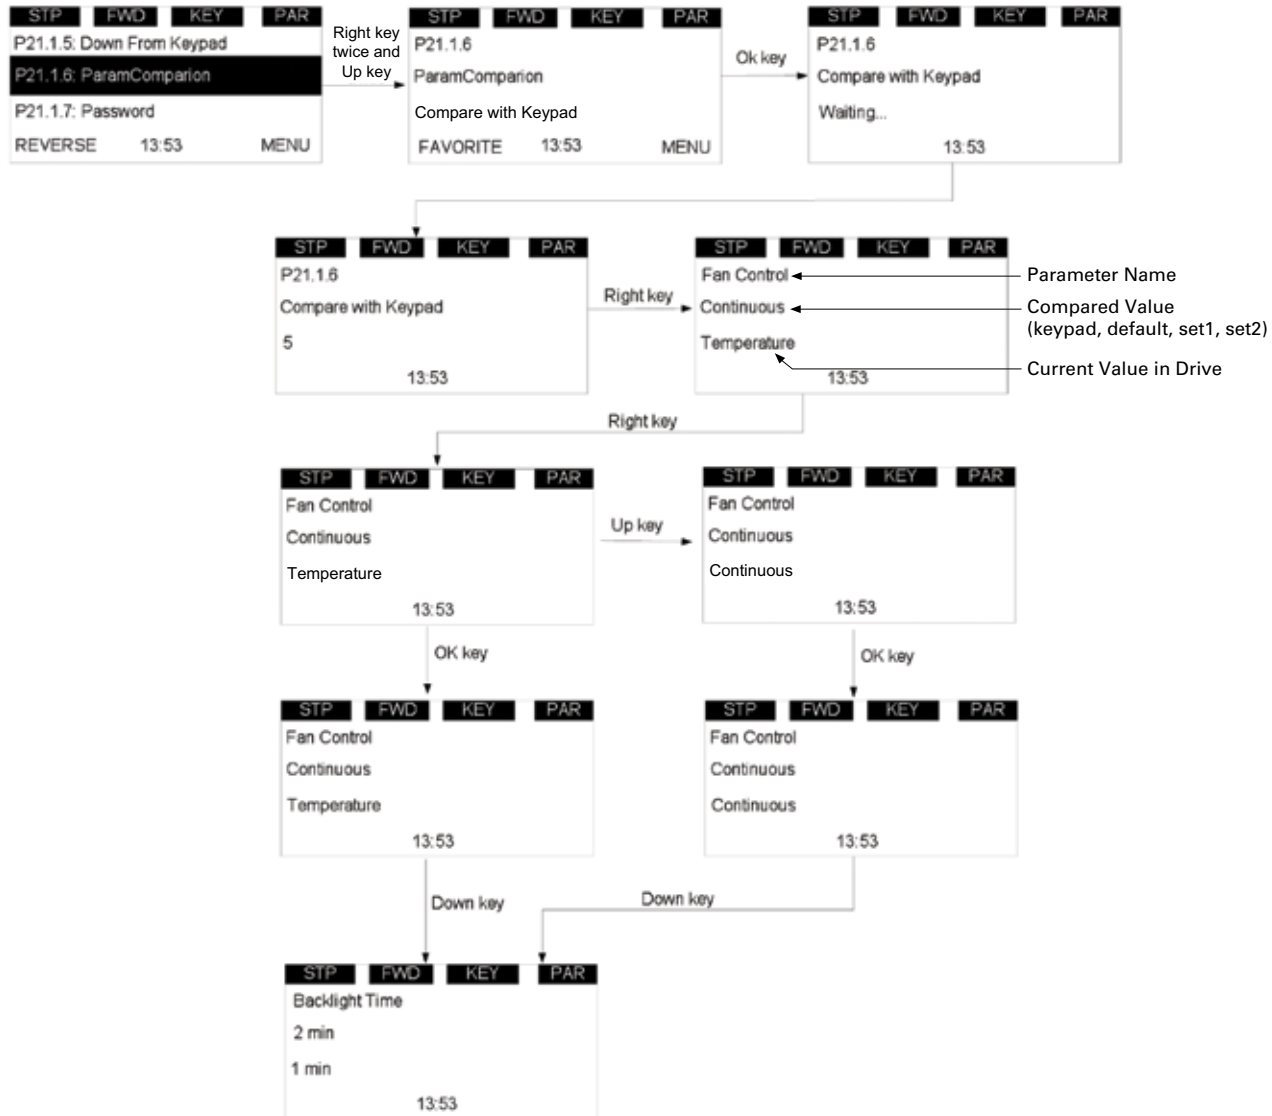 STP FWD KEY PAR
P21.1.5: Down From Keypad
P21.1.6: ParamComparion
P21.1.7: Password
REVERSE 13:53 MENU
Right key
twice and
Up key
STP FWD KEY PAR
P21.1.6
ParamComparion
Compare with Keypad
FAVORITE 13:53 MENU
Ok key
STP FWD KEY PAR
P21.1.6
Compare with Keypad
Waiting...
13:53
STP FWD KEY PAR
P21.1.6
Compare with Keypad
5
13:53
Right key
STP FWD KEY PAR
Fan Control
Continuous
Temperature
13:53
Parameter Name
Compared Value
(keypad, default, set1, set2)
Current Value in Drive
Right key
STP FWD KEY PAR
Fan Control
Continuous
Temperature
13:53
Up key
STP FWD KEY PAR
Fan Control
Continuous
Continuous
13:53
OK key
OK key
STP FWD KEY PAR
Fan Control
Continuous
Temperature
13:53
STP FWD KEY PAR
Fan Control
Continuous
Continuous
13:53
Down key
Down key
STP FWD KEY PAR
Backlight Time
2 min
1 min
13:53